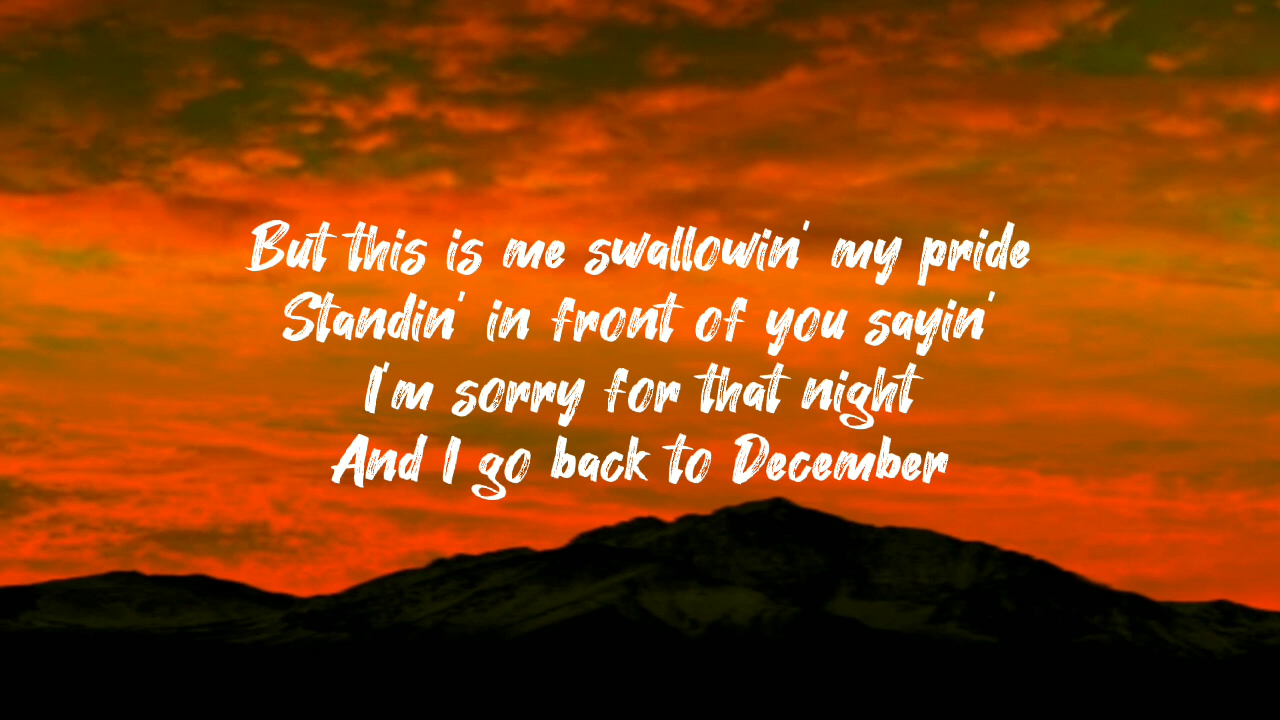 But this is me swallowin' my pride
Standin' in front of you sayin'
I'm sorry for that night
And I go back to December